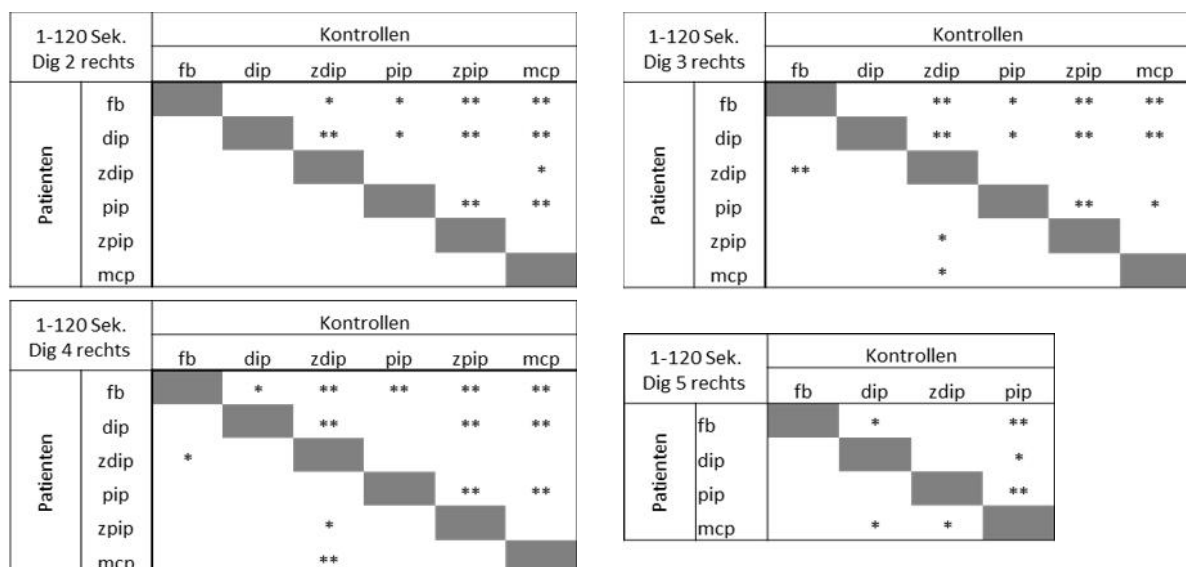 1-120 Sek. Kontrollen
Dig 2 rechts fb dip zdip pip zpip mcp
Patienten
fb * * ** **
dip ** * ** **
zdip *
pip ** **
zpip
mcp
1-120 Sek. Kontrollen
Dig 3 rechts fb dip zdip pip zpip mcp
Patienten
fb ** * ** **
dip ** * ** **
zdip **
pip ** *
zpip *
mcp *
1-120 Sek. Kontrollen
Dig 4 rechts fb dip zdip pip zpip mcp
Patienten
fb * ** ** ** **
dip ** ** **
zdip *
pip ** **
zpip *
mcp **
1-120 Sek. Kontrollen
Dig 5 rechts fb dip zdip pip
Patienten
fb * **
dip *
pip **
mcp * *